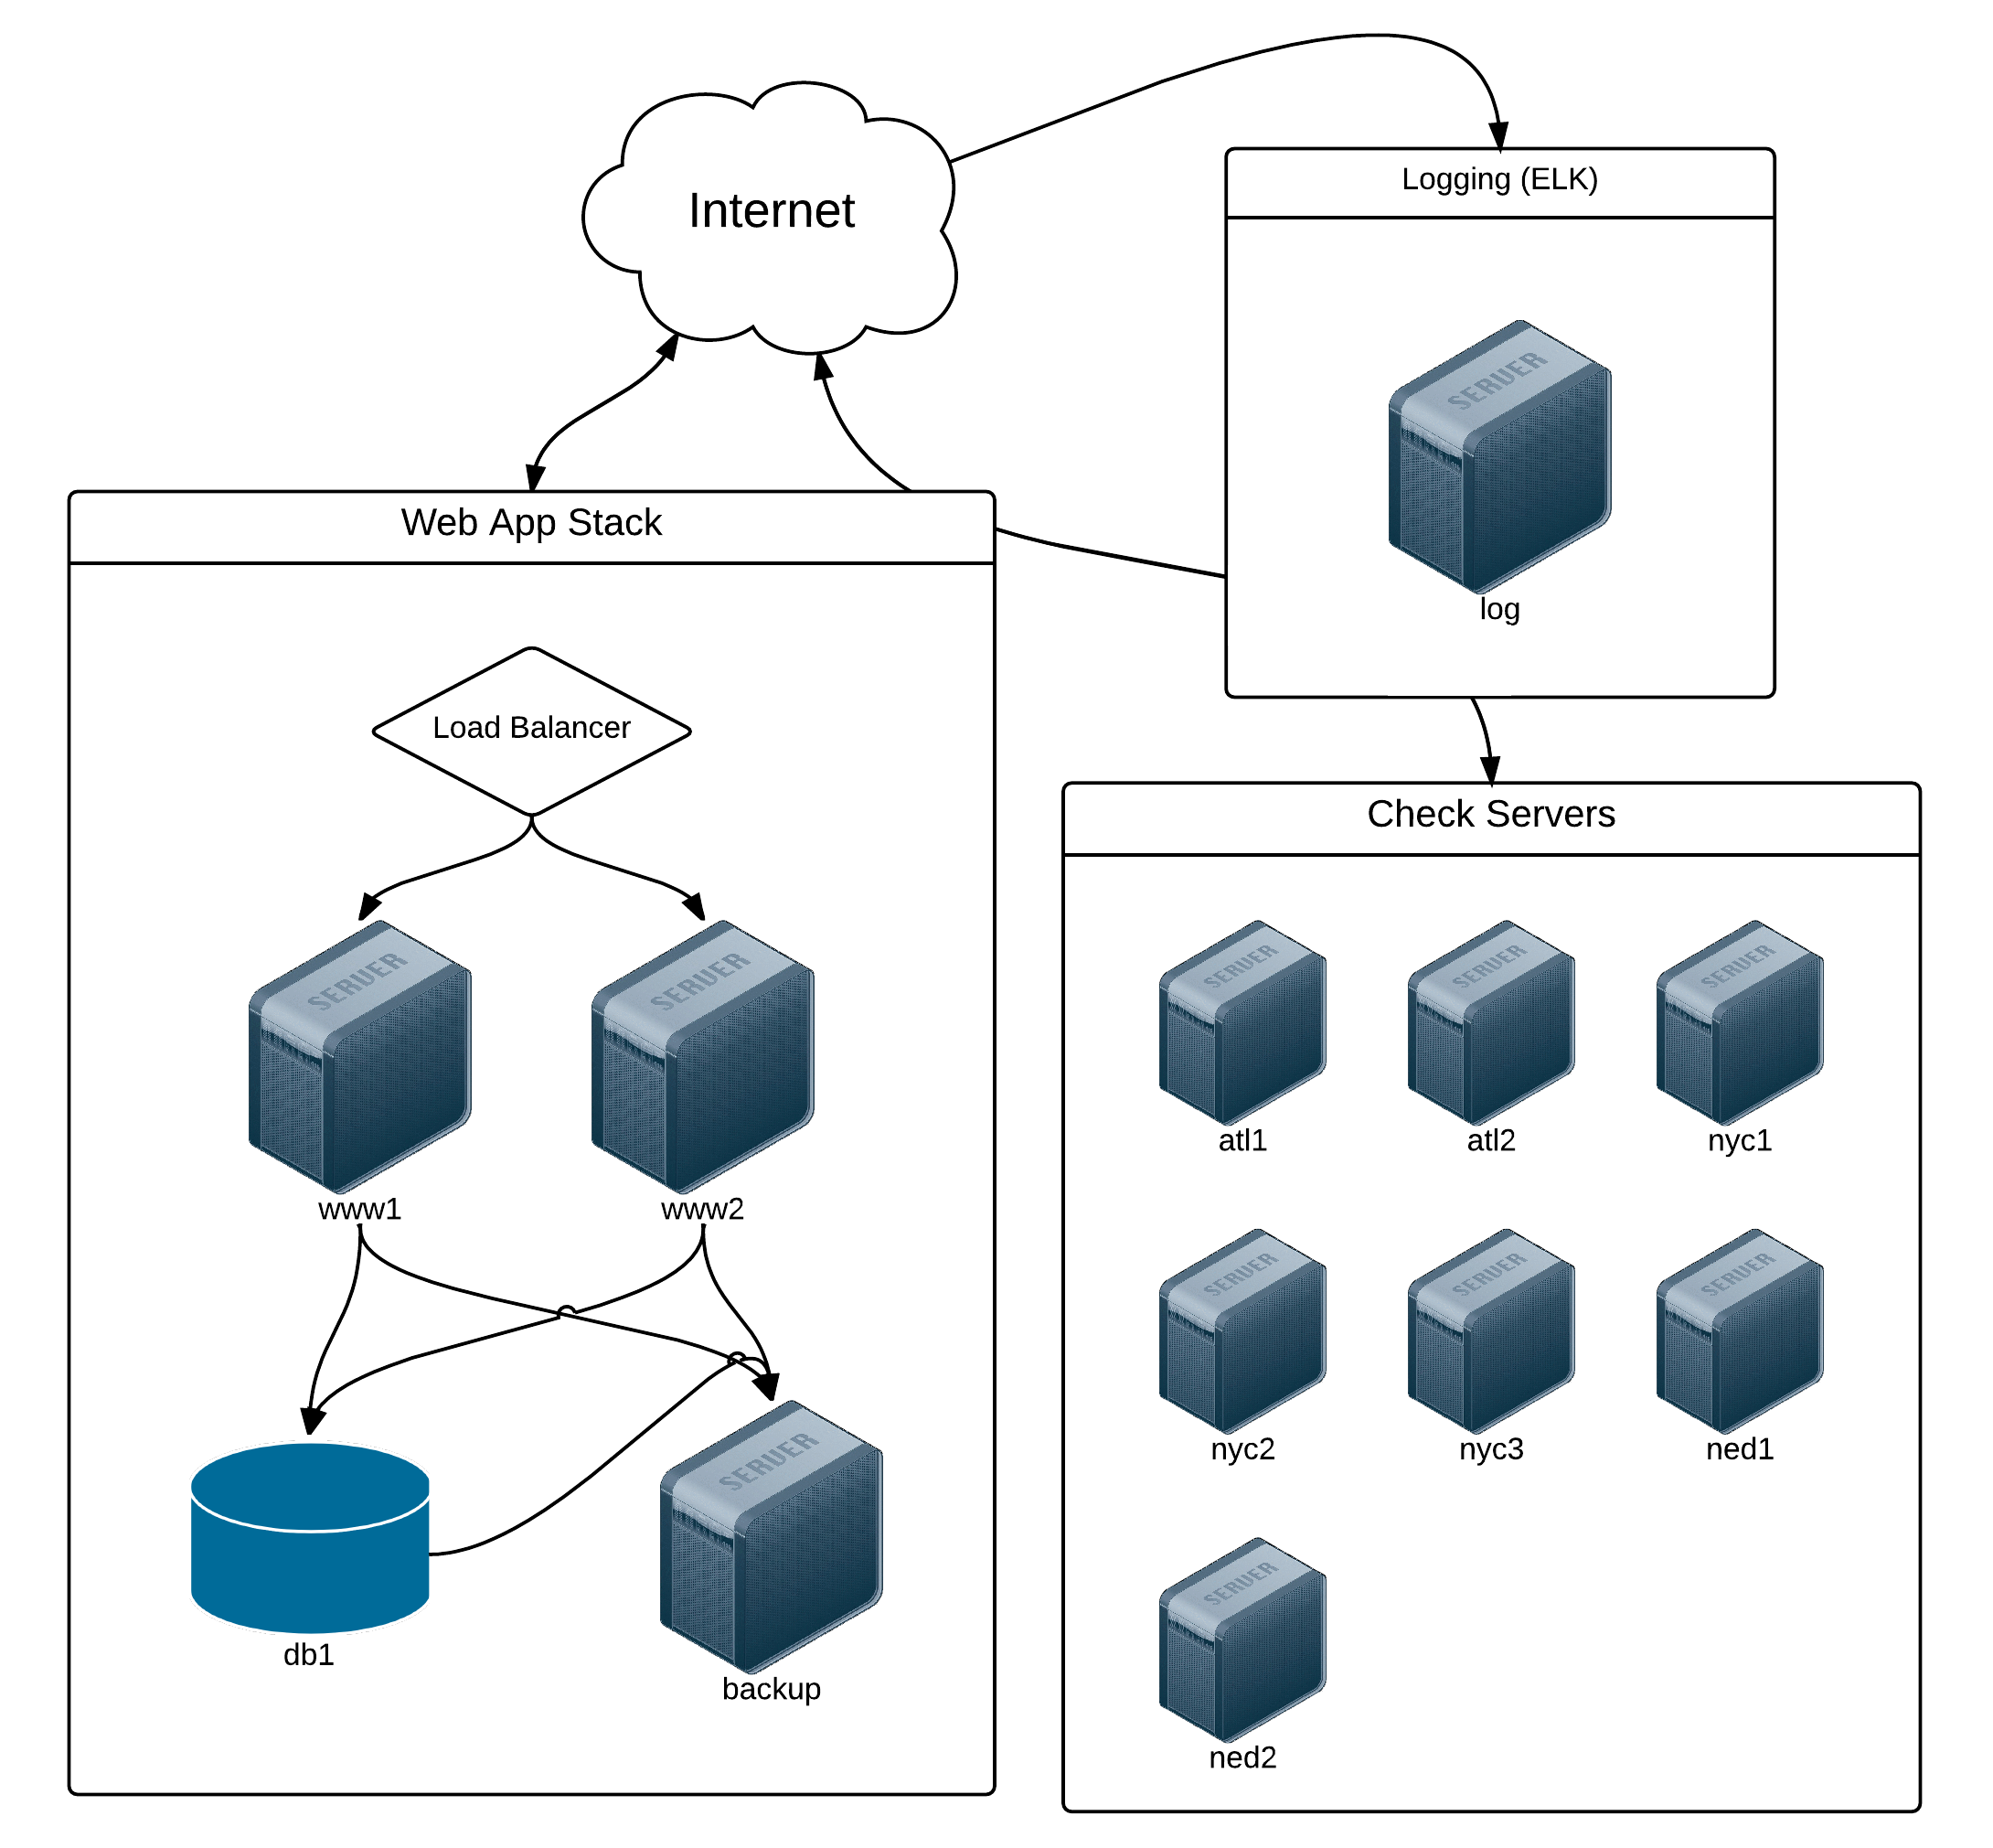 Internet
Logging (ELK)
SERVER
log
Web App Stack
Load Balancer
SERVER
SERVER
www1
www2
db1
SERVER
backup
Check Servers
SERVER
SERVER
SERVER
atl1
atl2
nyc1
SERVER
SERVER
SERVER
nyc2
nyc3
ned1
SERVER
ned2